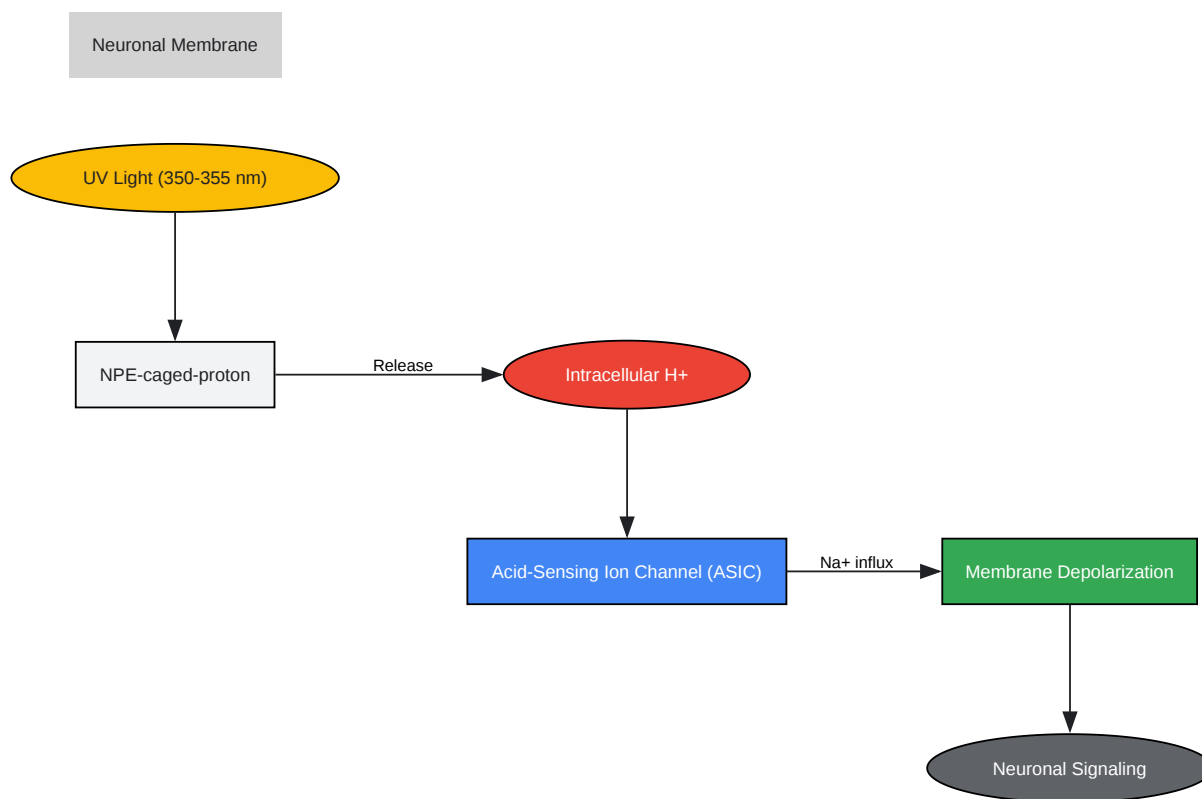 Neuronal Membrane
UV Light (350-355 nm)
NPE-caged-proton
Release
Intracellular H+
Acid-Sensing Ion Channel (ASIC)
Na+ influx
Membrane Depolarization
Neuronal Signaling